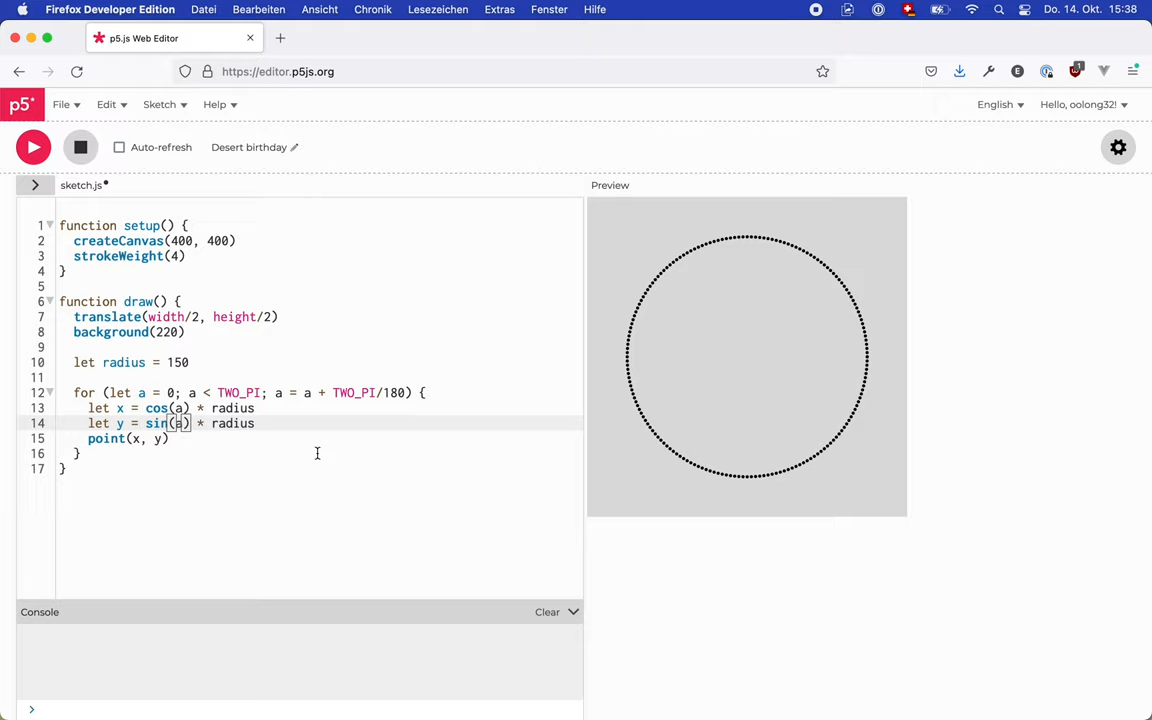 Firefox Developer Edition Datei Bearbeiten Ansicht Chronik Lesezeichen Extras Fenster Hilfe Do. 14. Okt. 15:38
p5.js Web Editor
https://editor.p5js.org
1
p5* File Edit Sketch Help English Hello, oolong32!
Auto-refresh Desert birthday
sketch.js
Preview
1 function setup() {
2 createCanvas(400, 400)
3 strokeWeight(4)
4 }
5
6 function draw() {
7 translate(width/2, height/2)
8 background(220)
9
10 let radius = 150
11
12 for (let a = 0; a < TWO_PI; a = a + TWO_PI/180) {
13 let x = cos(a) * radius
14 let y = sin(a) * radius
15 point(x, y)
16 }
17 }
Console Clear